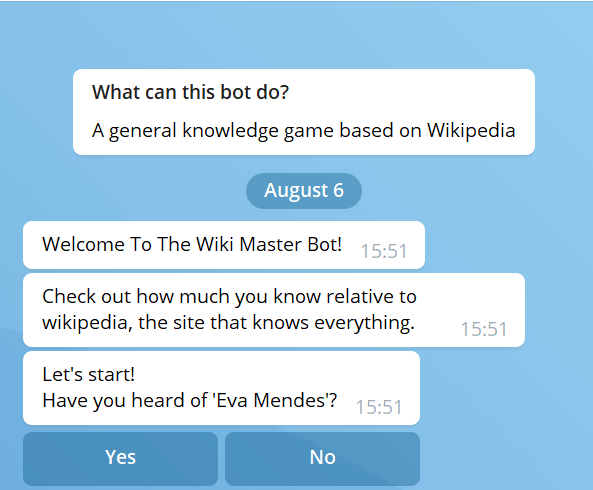 What can this bot do?
A general knowledge game based on Wikipedia
August 6
Welcome To The Wiki Master Bot! 15:51
Check out how much you know relative to
wikipedia, the site that knows everything. 15:51
Let's start!
Have you heard of 'Eva Mendes'? 15:51
Yes No